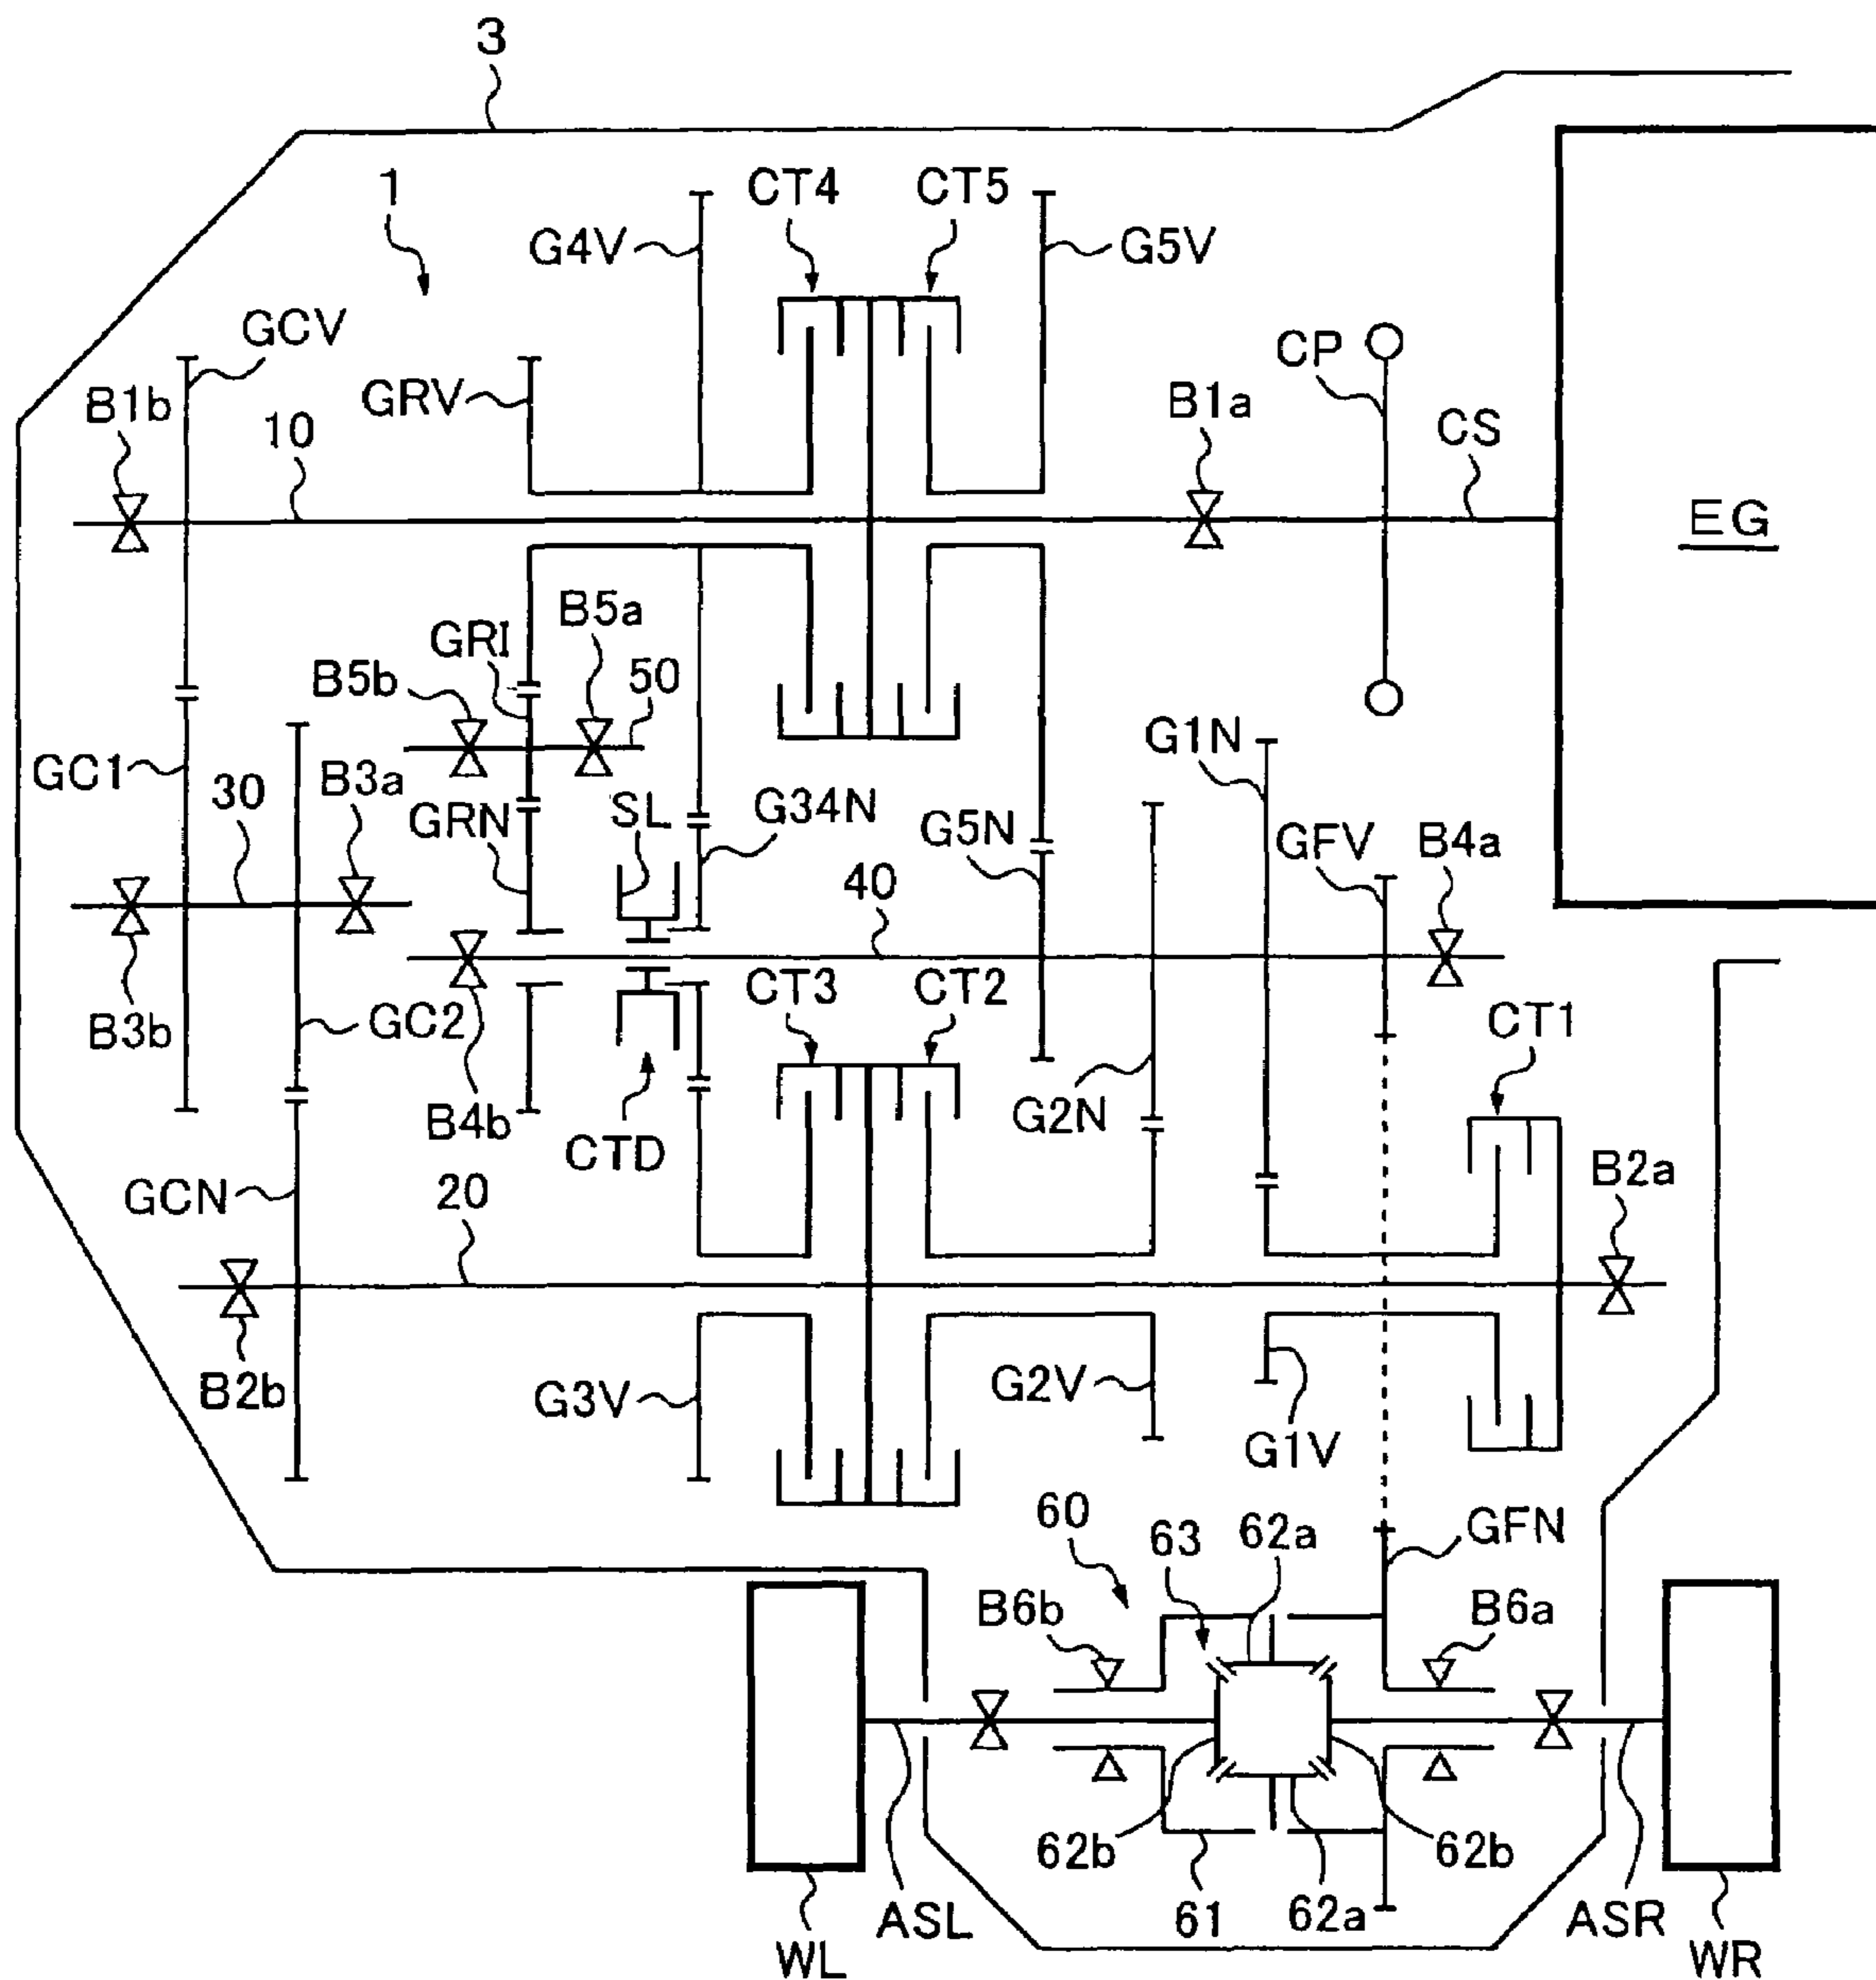 3
1
CT4
CT5
G4V
G5V
GCV
GRV
CP
B1b
10
B1a
CS
EG
B5a
GRI
B5b
50
G1N
GC1
30
B3a
GRN
SL
G34N
G5N
GFV
B4a
40
B3b
GC2
CT3
CT2
CT1
B4b
CTD
G2N
GCN
20
B2a
B2b
G3V
G2V
G1V
60
63
62a
GFN
B6b
B6a
62b
61
62a
62b
ASL
ASR
WL
WR